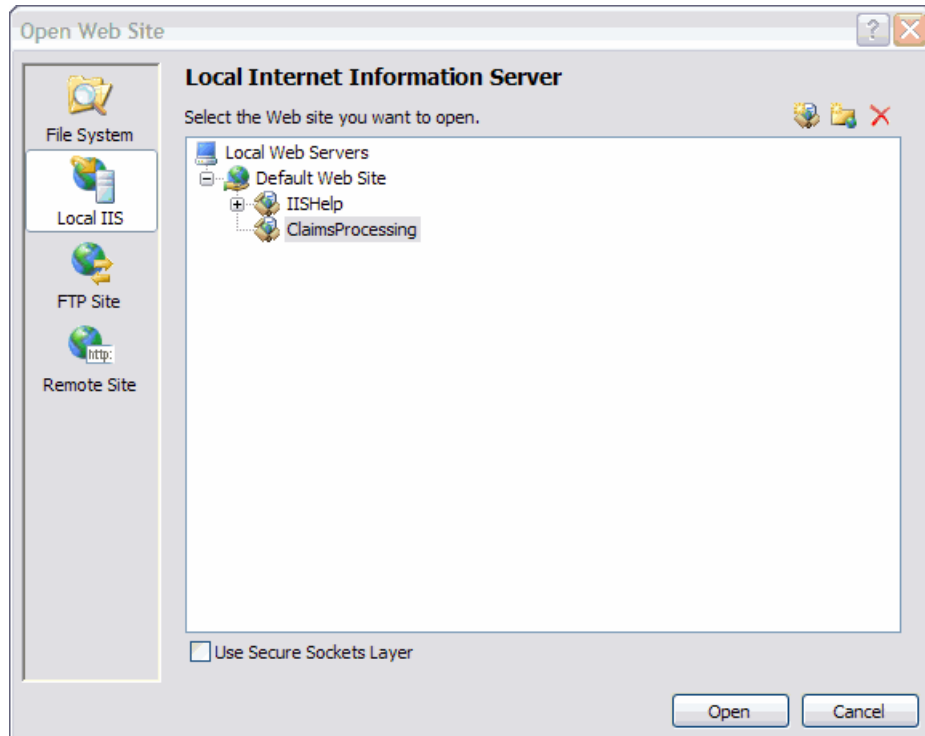 Open Web Site
File System
Local IIS
FTP Site
http:
Remote Site
Local Internet Information Server
Select the Web site you want to open.
Local Web Servers
Default Web Site
IISHelp
ClaimsProcessing
Use Secure Sockets Layer
Open
Cancel